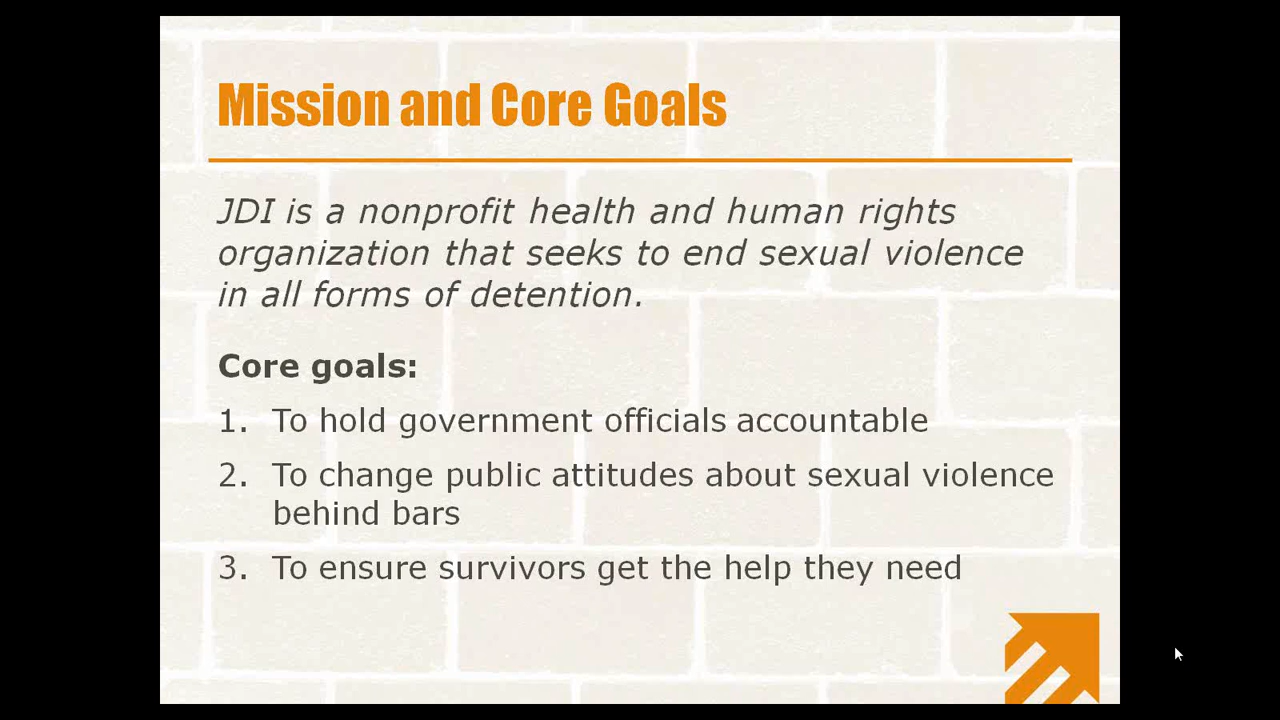 Mission and Core Goals
JDI is a nonprofit health and human rights
organization that seeks to end sexual violence
in all forms of detention.
Core goals:
1. To hold government officials accountable
2. To change public attitudes about sexual violence
behind bars
3. To ensure survivors get the help they need